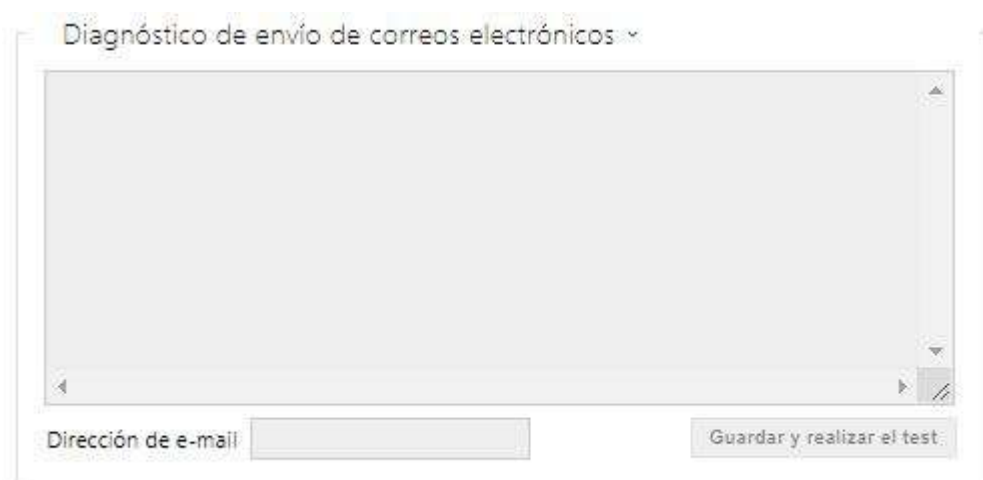 Diagnóstico de envío de correos electrónicos
Dirección de e-mail
Guardar y realizar el test